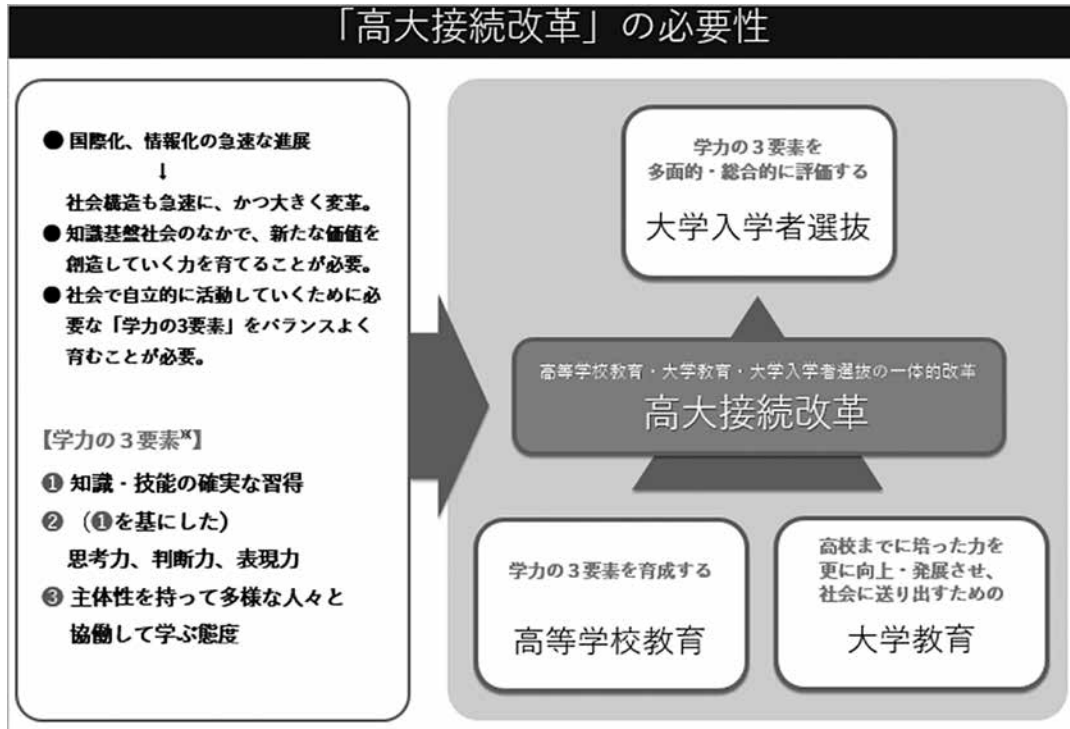 「高大接続改革」の必要性
● 国際化、情報化の急速な進展
↓
社会構造も急速に、かつ大きく変革。
● 知識基盤社会のなかで、新たな価値を
創造していく力を育てることが必要。
● 社会で自立的に活動していくために必
要な「学力の3要素」をバランスよく
育むことが必要。
【学力の３要素※】
❶ 知識・技能の確実な習得
❷ （❶を基にした）
思考力、判断力、表現力
❸ 主体性を持って多様な人々と
協働して学ぶ態度
学力の３要素を
多面的・総合的に評価する
大学入学者選抜
高等学校教育・大学教育・大学入学者選抜の一体的改革
高大接続改革
学力の３要素を育成する
高等学校教育
高校までに培った力を
更に向上・発展させ、
社会に送り出すための
大学教育